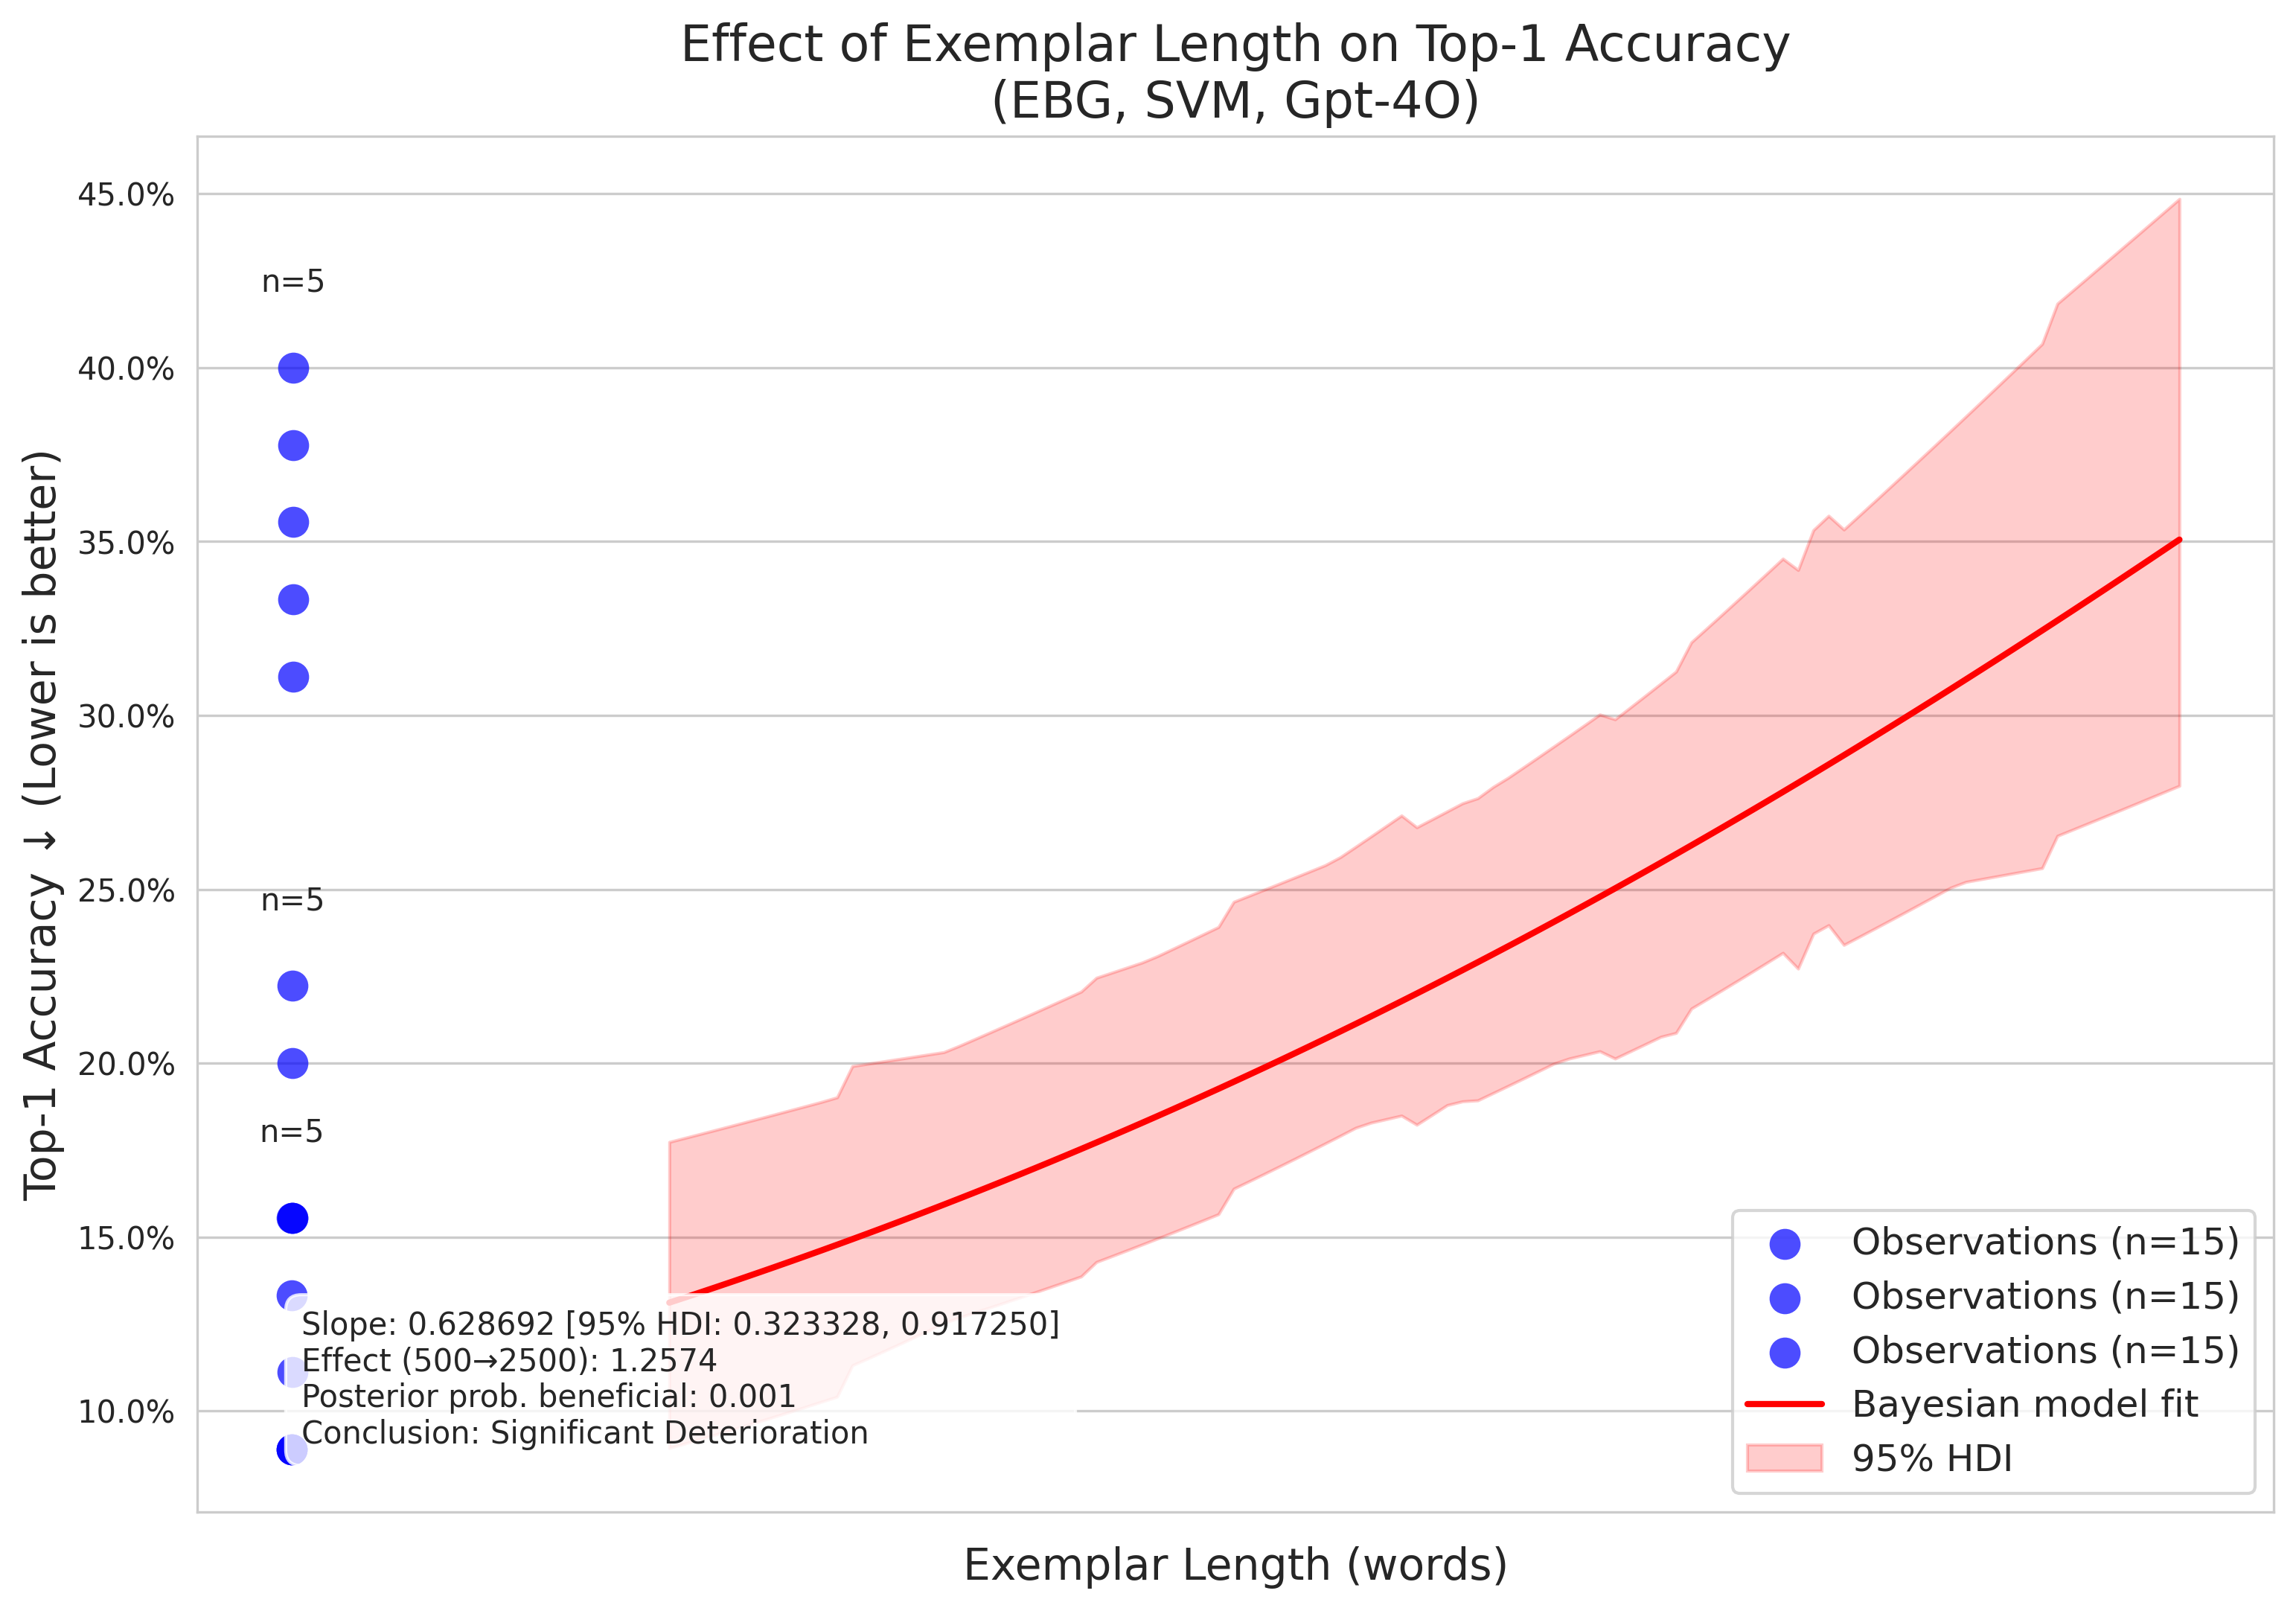 Effect of Exemplar Length on Top-1 Accuracy
(EBG, SVM, Gpt-4O)
Top-1 Accuracy ↓ (Lower is better)
45.0%
40.0%
35.0%
30.0%
25.0%
20.0%
15.0%
10.0%
n=5
n=5
n=5
Slope: 0.628692 [95% HDI: 0.323328, 0.917250]
Effect (500→2500): 1.2574
Posterior prob. beneficial: 0.001
Conclusion: Significant Deterioration
Observations (n=15)
Observations (n=15)
Observations (n=15)
Bayesian model fit
95% HDI
Exemplar Length (words)